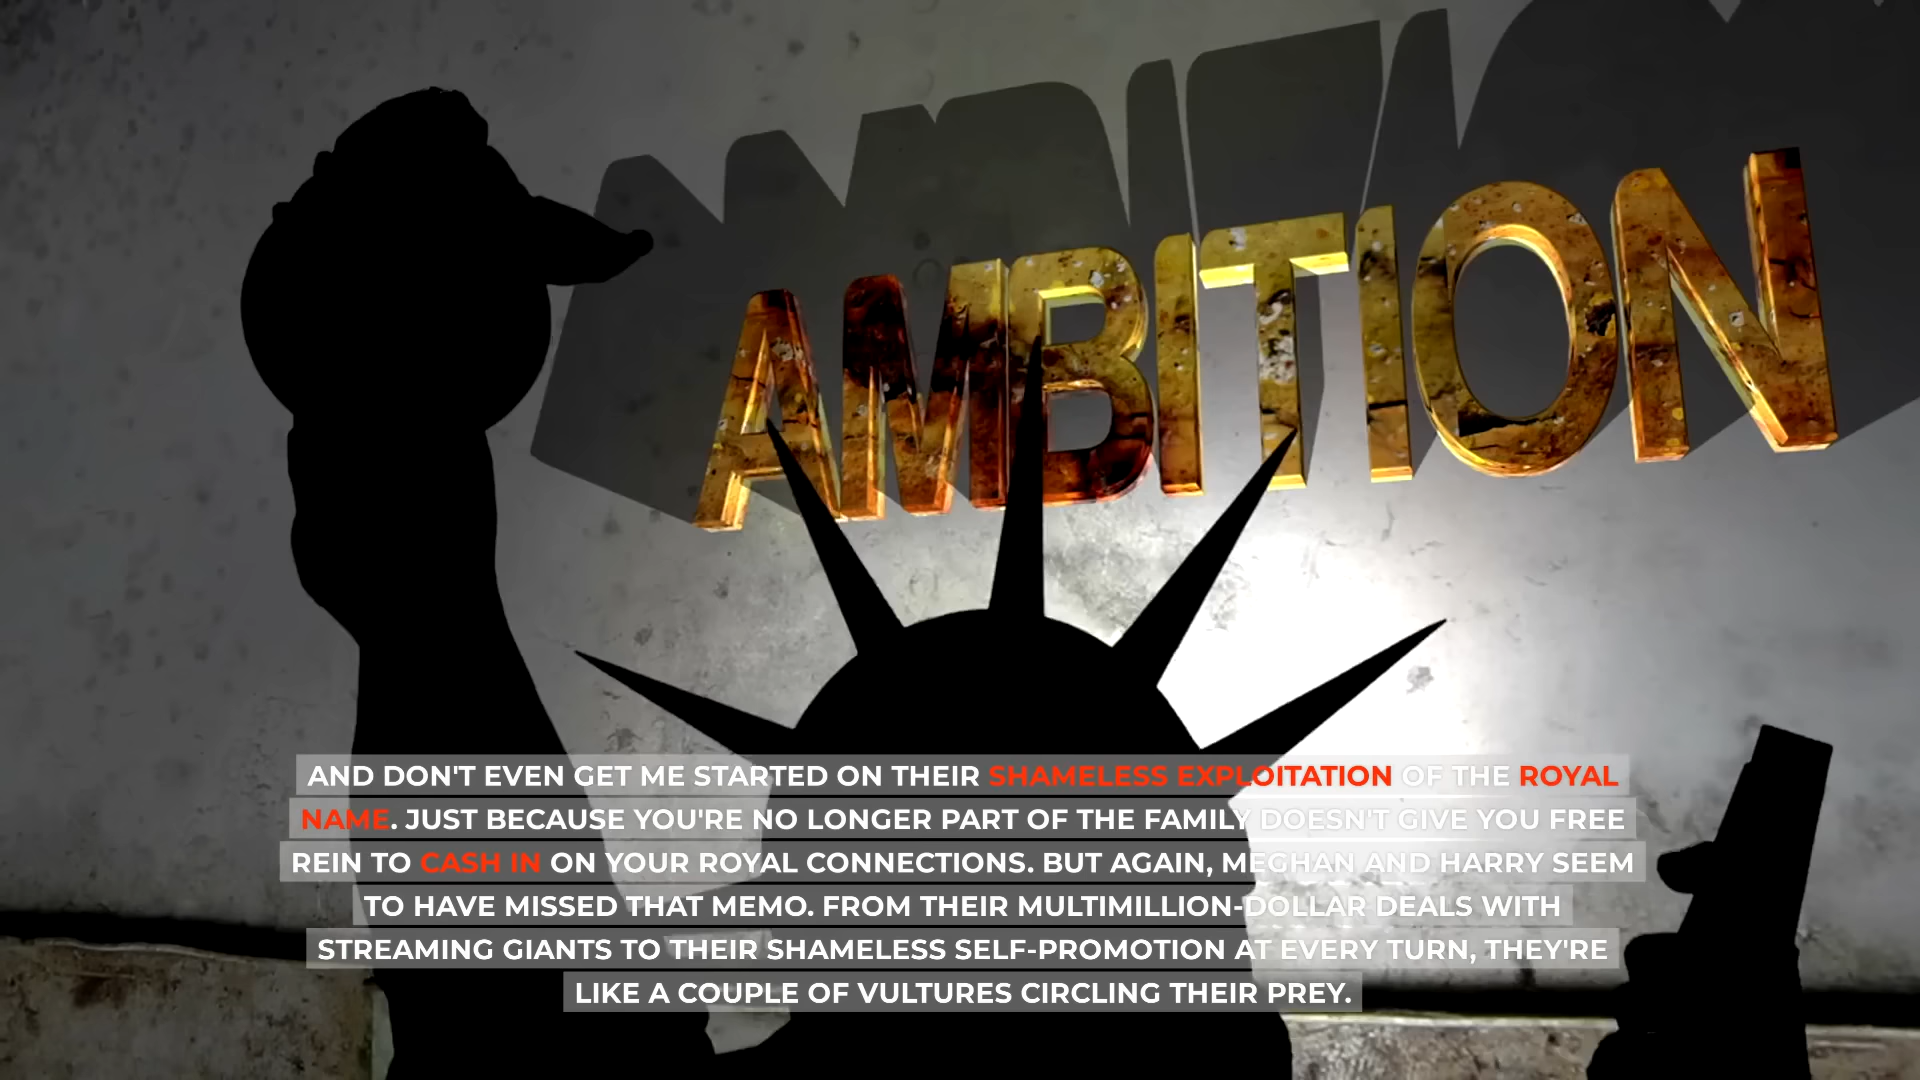 AMBITION
AND DON'T EVEN GET ME STARTED ON THEIR SHAMELESS EXPLOITATION OF THE ROYAL
NAME. JUST BECAUSE YOU'RE NO LONGER PART OF THE FAMILY DOESN'T GIVE YOU FREE
REIN TO CASH IN ON YOUR ROYAL CONNECTIONS. BUT AGAIN, MEGHAN AND HARRY SEEM
TO HAVE MISSED THAT MEMO. FROM THEIR MULTIMILLION-DOLLAR DEALS WITH
STREAMING GIANTS TO THEIR SHAMELESS SELF-PROMOTION AT EVERY TURN, THEY'RE
LIKE A COUPLE OF VULTURES CIRCLING THEIR PREY.